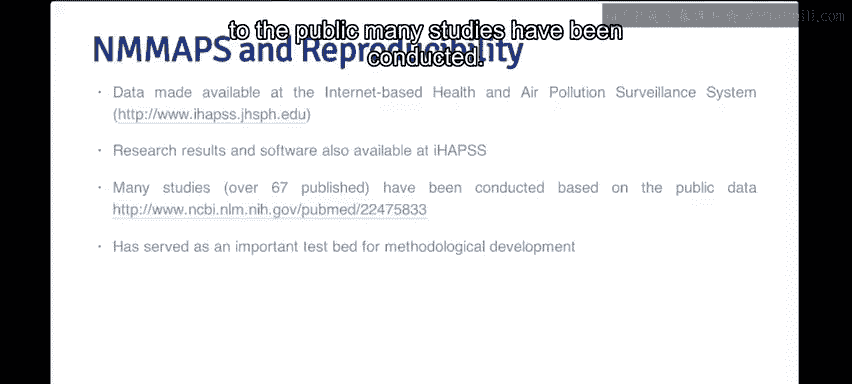 to the public many studies have been
conducted.
NMMAPS and Reproducibility
· Data made available at the Internet-based Health and Air Pollution Surveillance System
(http://www.ihapss.jhsph.edu)
· Research results and software also available at iHAPSS
· Many studies (over 67 published) have been conducted based on the public data
http://www.ncbi.nlm.nih.gov/pubmed/22475833
· Has served as an important test bed for methodological development